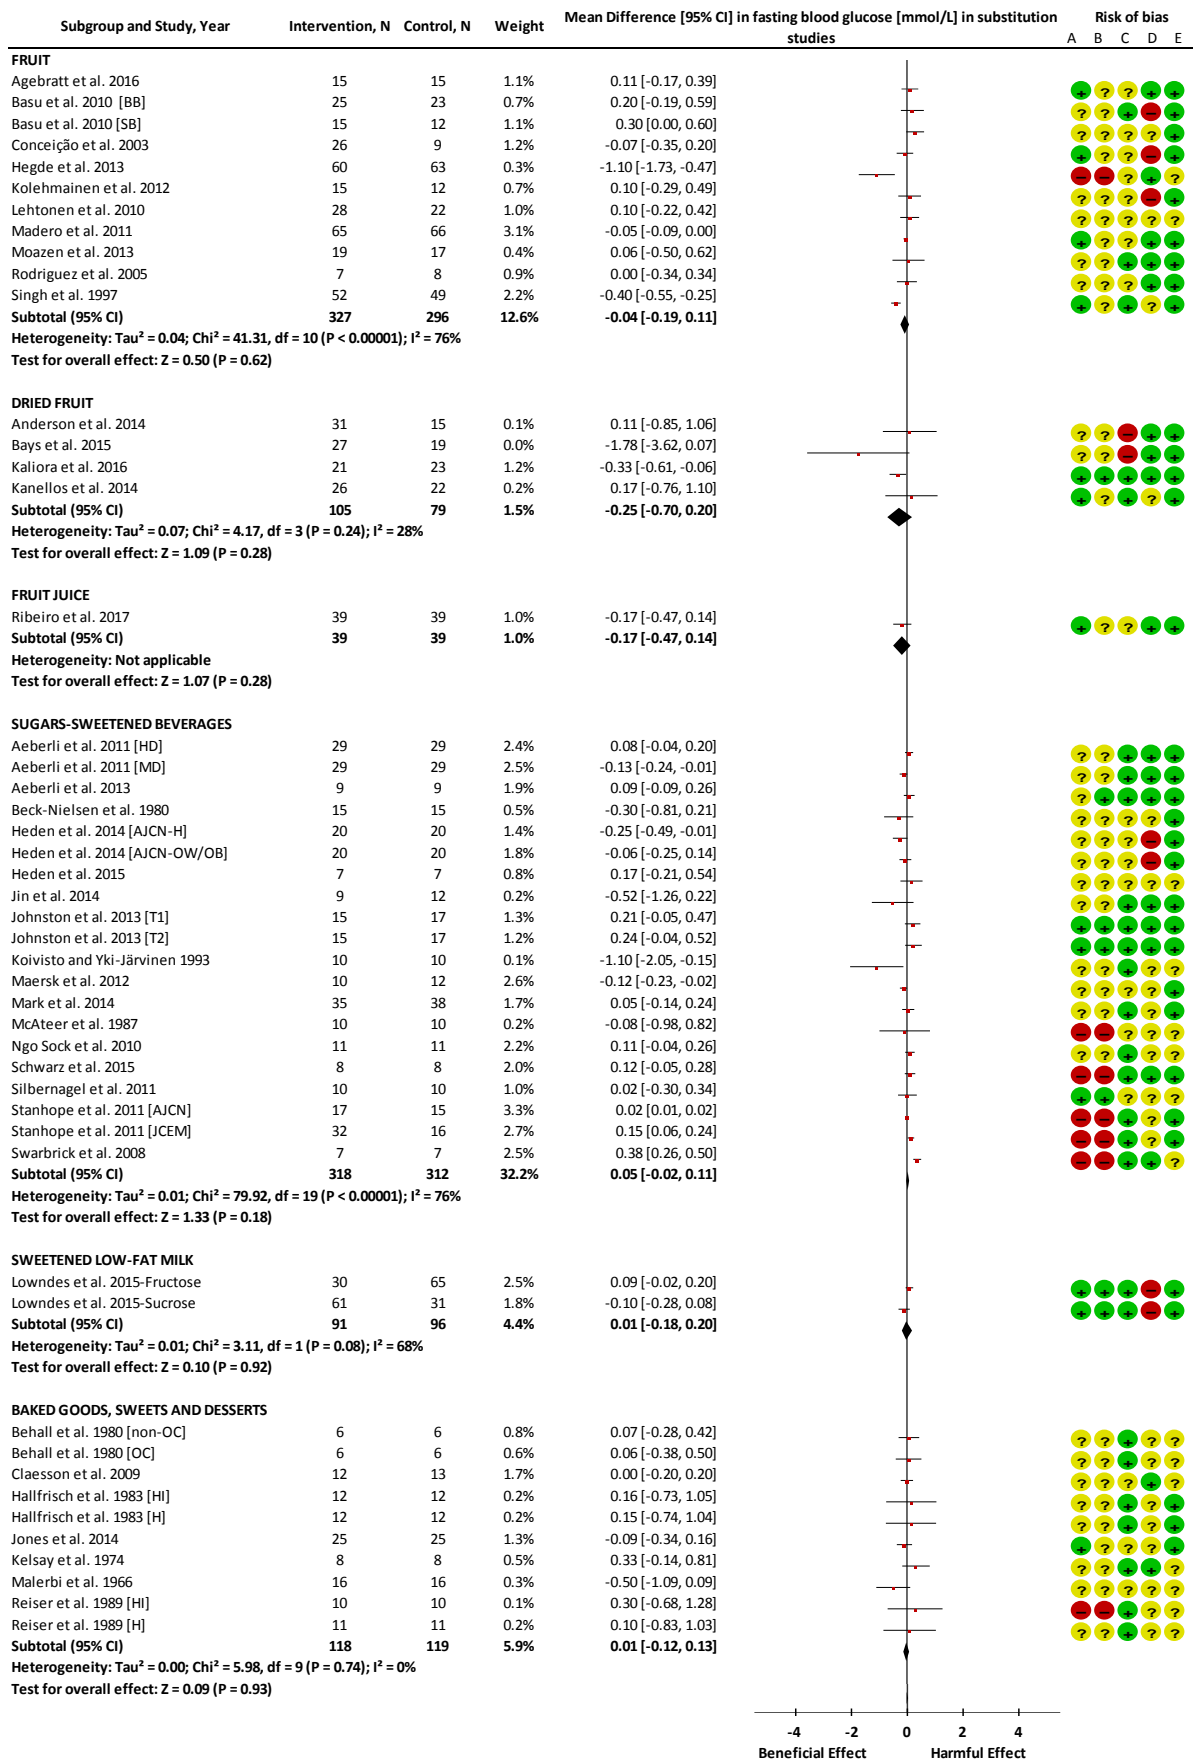 Subgroup and Study, Year Intervention, N Control, N Weight Mean Difference [95% CI] in fasting blood glucose [mmol/L] in substitution studies Risk of bias
A B C D E
FRUIT
Agebratt et al. 2016 15 15 1.1% 0.11 [-0.17, 0.39] + ? ? + +
Basu et al. 2010 [BB] 25 23 0.7% 0.20 [-0.19, 0.59] ? ? + − +
Basu et al. 2010 [SB] 15 12 1.1% 0.30 [0.00, 0.60] ? ? ? ? +
Conceição et al. 2003 26 9 1.2% -0.07 [-0.35, 0.20] + ? ? − +
Hegde et al. 2013 60 63 0.3% -1.10 [-1.73, -0.47] − − ? + ?
Kolehmainen et al. 2012 15 12 0.7% 0.10 [-0.29, 0.49] ? ? ? − +
Lehtonen et al. 2010 28 22 1.0% 0.10 [-0.22, 0.42] ? ? ? ? ?
Madero et al. 2011 65 66 3.1% -0.05 [-0.09, 0.00] + ? ? + +
Moazen et al. 2013 19 17 0.4% 0.06 [-0.50, 0.62] ? ? + + +
Rodriguez et al. 2005 7 8 0.9% 0.00 [-0.34, 0.34] ? ? ? + +
Singh et al. 1997 52 49 2.2% -0.40 [-0.55, -0.25] + ? + ? +
Subtotal (95% CI) 327 296 12.6% -0.04 [-0.19, 0.11]
Heterogeneity: Tau² = 0.04; Chi² = 41.31, df = 10 (P < 0.00001); I² = 76%
Test for overall effect: Z = 0.50 (P = 0.62)
DRIED FRUIT
Anderson et al. 2014 31 15 0.1% 0.11 [-0.85, 1.06] ? ? − + +
Bays et al. 2015 27 19 0.0% -1.78 [-3.62, 0.07] ? ? − + +
Kaliora et al. 2016 21 23 1.2% -0.33 [-0.61, -0.06] + + + + +
Kanellos et al. 2014 26 22 0.2% 0.17 [-0.76, 1.10] + ? + ? +
Subtotal (95% CI) 105 79 1.5% -0.25 [-0.70, 0.20]
Heterogeneity: Tau² = 0.07; Chi² = 4.17, df = 3 (P = 0.24); I² = 28%
Test for overall effect: Z = 1.09 (P = 0.28)
FRUIT JUICE
Ribeiro et al. 2017 39 39 1.0% -0.17 [-0.47, 0.14] + ? ? + +
Subtotal (95% CI) 39 39 1.0% -0.17 [-0.47, 0.14]
Heterogeneity: Not applicable
Test for overall effect: Z = 1.07 (P = 0.28)
SUGARS-SWEETENED BEVERAGES
Aeberli et al. 2011 [HD] 29 29 2.4% 0.08 [-0.04, 0.20] ? ? + + +
Aeberli et al. 2011 [MD] 29 29 2.5% -0.13 [-0.24, -0.01] ? ? + + +
Aeberli et al. 2013 9 9 1.9% 0.09 [-0.09, 0.26] ? + + + +
Beck-Nielsen et al. 1980 15 15 0.5% -0.30 [-0.81, 0.21] ? ? ? ? +
Heden et al. 2014 [AJCN-H] 20 20 1.4% -0.25 [-0.49, -0.01] ? ? ? − +
Heden et al. 2014 [AJCN-OW/OB] 20 20 1.8% -0.06 [-0.25, 0.14] ? ? ? − +
Heden et al. 2015 7 7 0.8% 0.17 [-0.21, 0.54] ? ? ? ? ?
Jin et al. 2014 9 12 0.2% -0.52 [-1.26, 0.22] ? ? + + +
Johnston et al. 2013 [T1] 15 17 1.3% 0.21 [-0.05, 0.47] + + + + +
Johnston et al. 2013 [T2] 15 17 1.2% 0.24 [-0.04, 0.52] + + + + +
Koivisto and Yki-Järvinen 1993 10 10 0.1% -1.10 [-2.05, -0.15] ? ? + ? ?
Maersk et al. 2012 10 12 2.6% -0.12 [-0.23, -0.02] ? ? ? ? +
Mark et al. 2014 35 38 1.7% 0.05 [-0.14, 0.24] ? ? + ? +
McAteer et al. 1987 10 10 0.2% -0.08 [-0.98, 0.82] − − ? ? ?
Ngo Sock et al. 2010 11 11 2.2% 0.11 [-0.04, 0.26] ? ? + ? ?
Schwarz et al. 2015 8 8 2.0% 0.12 [-0.05, 0.28] − − + + +
Silbernagel et al. 2011 10 10 1.0% 0.02 [-0.30, 0.34] + + ? ? ?
Stanhope et al. 2011 [AJCN] 17 15 3.3% 0.02 [0.01, 0.02] − − + ? +
Stanhope et al. 2011 [JCEM] 32 16 2.7% 0.15 [0.06, 0.24] − − + ? +
Swarbrick et al. 2008 7 7 2.5% 0.38 [0.26, 0.50] − − + + ?
Subtotal (95% CI) 318 312 32.2% 0.05 [-0.02, 0.11]
Heterogeneity: Tau² = 0.01; Chi² = 79.92, df = 19 (P < 0.00001); I² = 76%
Test for overall effect: Z = 1.33 (P = 0.18)
SWEETENED LOW-FAT MILK
Lowndes et al. 2015-Fructose 30 65 2.5% 0.09 [-0.02, 0.20] + + + − +
Lowndes et al. 2015-Sucrose 61 31 1.8% -0.10 [-0.28, 0.08] + + + − +
Subtotal (95% CI) 91 96 4.4% 0.01 [-0.18, 0.20]
Heterogeneity: Tau² = 0.01; Chi² = 3.11, df = 1 (P = 0.08); I² = 68%
Test for overall effect: Z = 0.10 (P = 0.92)
BAKED GOODS, SWEETS AND DESSERTS
Behall et al. 1980 [non-OC] 6 6 0.8% 0.07 [-0.28, 0.42] ? ? + ? ?
Behall et al. 1980 [OC] 6 6 0.6% 0.06 [-0.38, 0.50] ? ? + ? ?
Claesson et al. 2009 12 13 1.7% 0.00 [-0.20, 0.20] ? ? ? + ?
Hallfrisch et al. 1983 [HI] 12 12 0.2% 0.16 [-0.73, 1.05] ? ? + ? +
Hallfrisch et al. 1983 [H] 12 12 0.2% 0.15 [-0.74, 1.04] ? ? + ? +
Jones et al. 2014 25 25 1.3% -0.09 [-0.34, 0.16] + ? ? ? +
Kelsay et al. 1974 8 8 0.5% 0.33 [-0.14, 0.81] ? ? + + ?
Malerbi et al. 1966 16 16 0.3% -0.50 [-1.09, 0.09] ? ? ? ? ?
Reiser et al. 1989 [HI] 10 10 0.1% 0.30 [-0.68, 1.28] − − + ? ?
Reiser et al. 1989 [H] 11 11 0.2% 0.10 [-0.83, 1.03] ? ? + ? ?
Subtotal (95% CI) 118 119 5.9% 0.01 [-0.12, 0.13]
Heterogeneity: Tau² = 0.00; Chi² = 5.98, df = 9 (P = 0.74); I² = 0%
Test for overall effect: Z = 0.09 (P = 0.93)
-4 -2 0 2 4
Beneficial Effect Harmful Effect